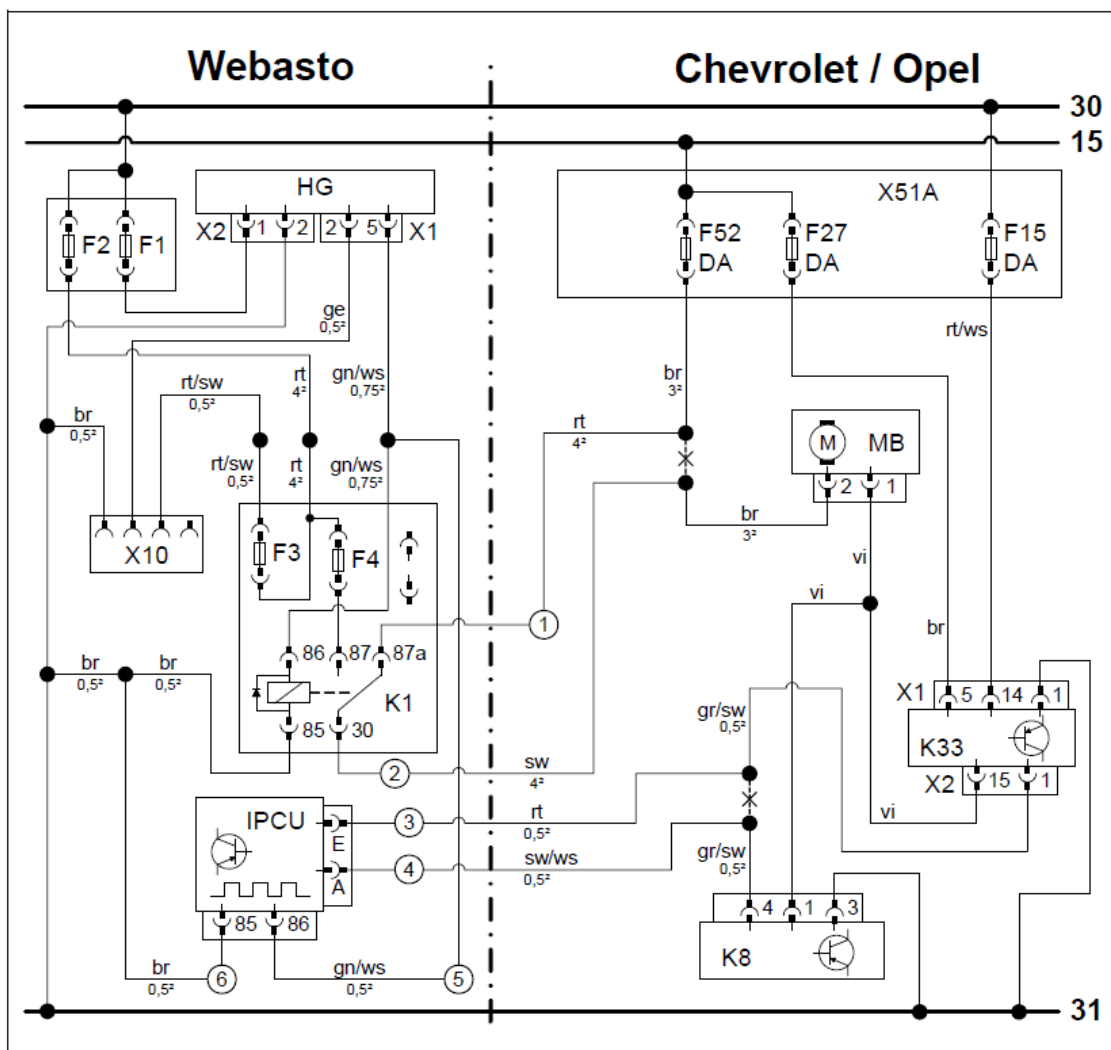 Webasto
Chevrolet / Opel
30
15
HG
X51A
X2 1 2 2 5 X1
F2 F1
F52 DA
F27 DA
F15 DA
ge 0,5²
rt/ws
rt/sw 0,5²
rt 4²
gn/ws 0,75²
br 3²
br 0,5²
rt 4²
M MB
rt/sw 0,5²
rt 4²
gn/ws 0,75²
2 1
br 3²
X10
F3 F4
vi
vi
1
br
86 87 87a
br 0,5²
br 0,5²
K1
X1 5 14 1
gr/sw 0,5²
85 30
K33
2
sw 4²
X2 15 1
IPCU
E
3
rt 0,5²
vi
4
sw/ws 0,5²
gr/sw 0,5²
A
85 86
4 1 3
br 0,5²
6
gn/ws 0,5²
5
K8
31